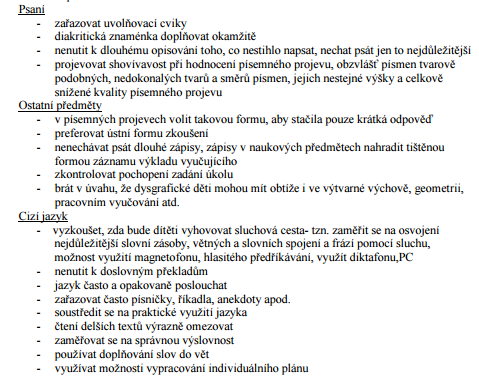 Psaní
- zařazovat uvolňovací cviky
- diakritická znaménka doplňovat okamžitě
- nenutit k dlouhému opisování toho, co nestihlo napsat, nechat psát jen to nejdůležitější
- projevovat shovívavost při hodnocení písemného projevu, obzvlášť písmen tvarově
podobných, nedokonalých tvarů a směrů písmen, jejich nestejné výšky a celkově
snížené kvality písemného projevu
Ostatní předměty
- v písemných projevech volit takovou formu, aby stačila pouze krátká odpověď
- preferovat ústní formu zkoušení
- nenechávat psát dlouhé zápisy, zápisy v naukových předmětech nahradit tištěnou
formou záznamu výkladu vyučujícího
- zkontrolovat pochopení zadání úkolu
- brát v úvahu, že dysgrafické děti mohou mít obtíže i ve výtvarné výchově, geometrii,
pracovním vyučování atd.
Cizí jazyk
- vyzkoušet, zda bude dítěti vyhovovat sluchová cesta- tzn. zaměřit se na osvojení
nejdůležitější slovní zásoby, větných a slovních spojení a frází pomocí sluchu,
možnost využití magnetofonu, hlasitého předříkávání, využít diktafonu,PC
- nenutit k doslovným překladům
- jazyk často a opakovaně poslouchat
- zařazovat často písničky, říkadla, anekdoty apod.
- soustředit se na praktické využití jazyka
- čtení delších textů výrazně omezovat
- zaměřovat se na správnou výslovnost
- používat doplňování slov do vět
- využívat možnosti vypracování individuálního plánu